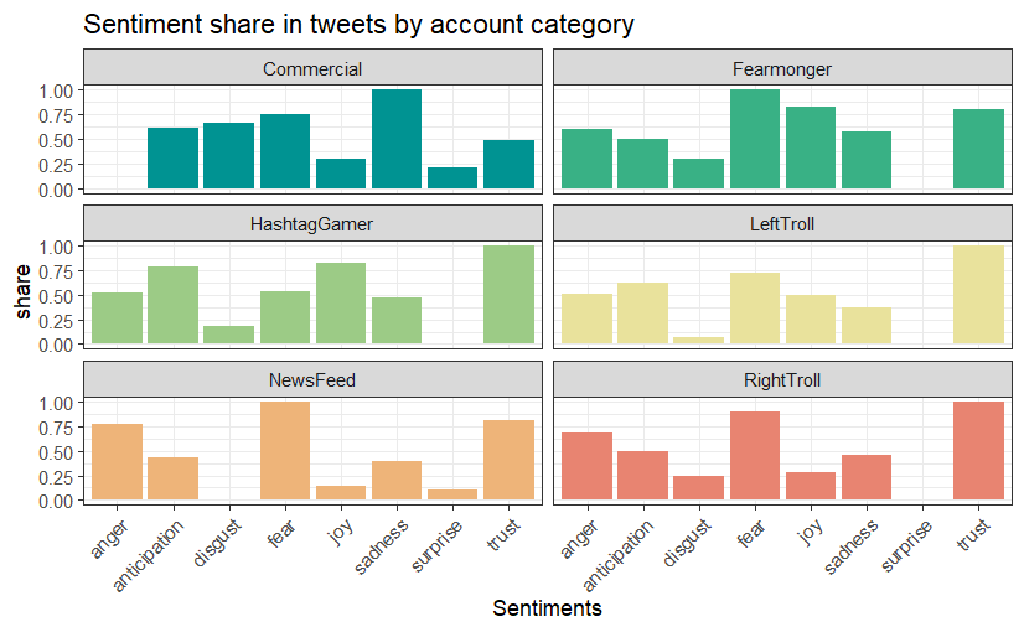 Sentiment share in tweets by account category
Commercial
Fearmonger
1.00
0.75
0.50
0.25
0.00
HashtagGamer
LeftTroll
1.00
0.75
0.50
0.25
0.00
share
NewsFeed
RightTroll
1.00
0.75
0.50
0.25
0.00
anger
anticipation
disgust
fear
joy
sadness
surprise
trust
anger
anticipation
disgust
fear
joy
sadness
surprise
trust
Sentiments